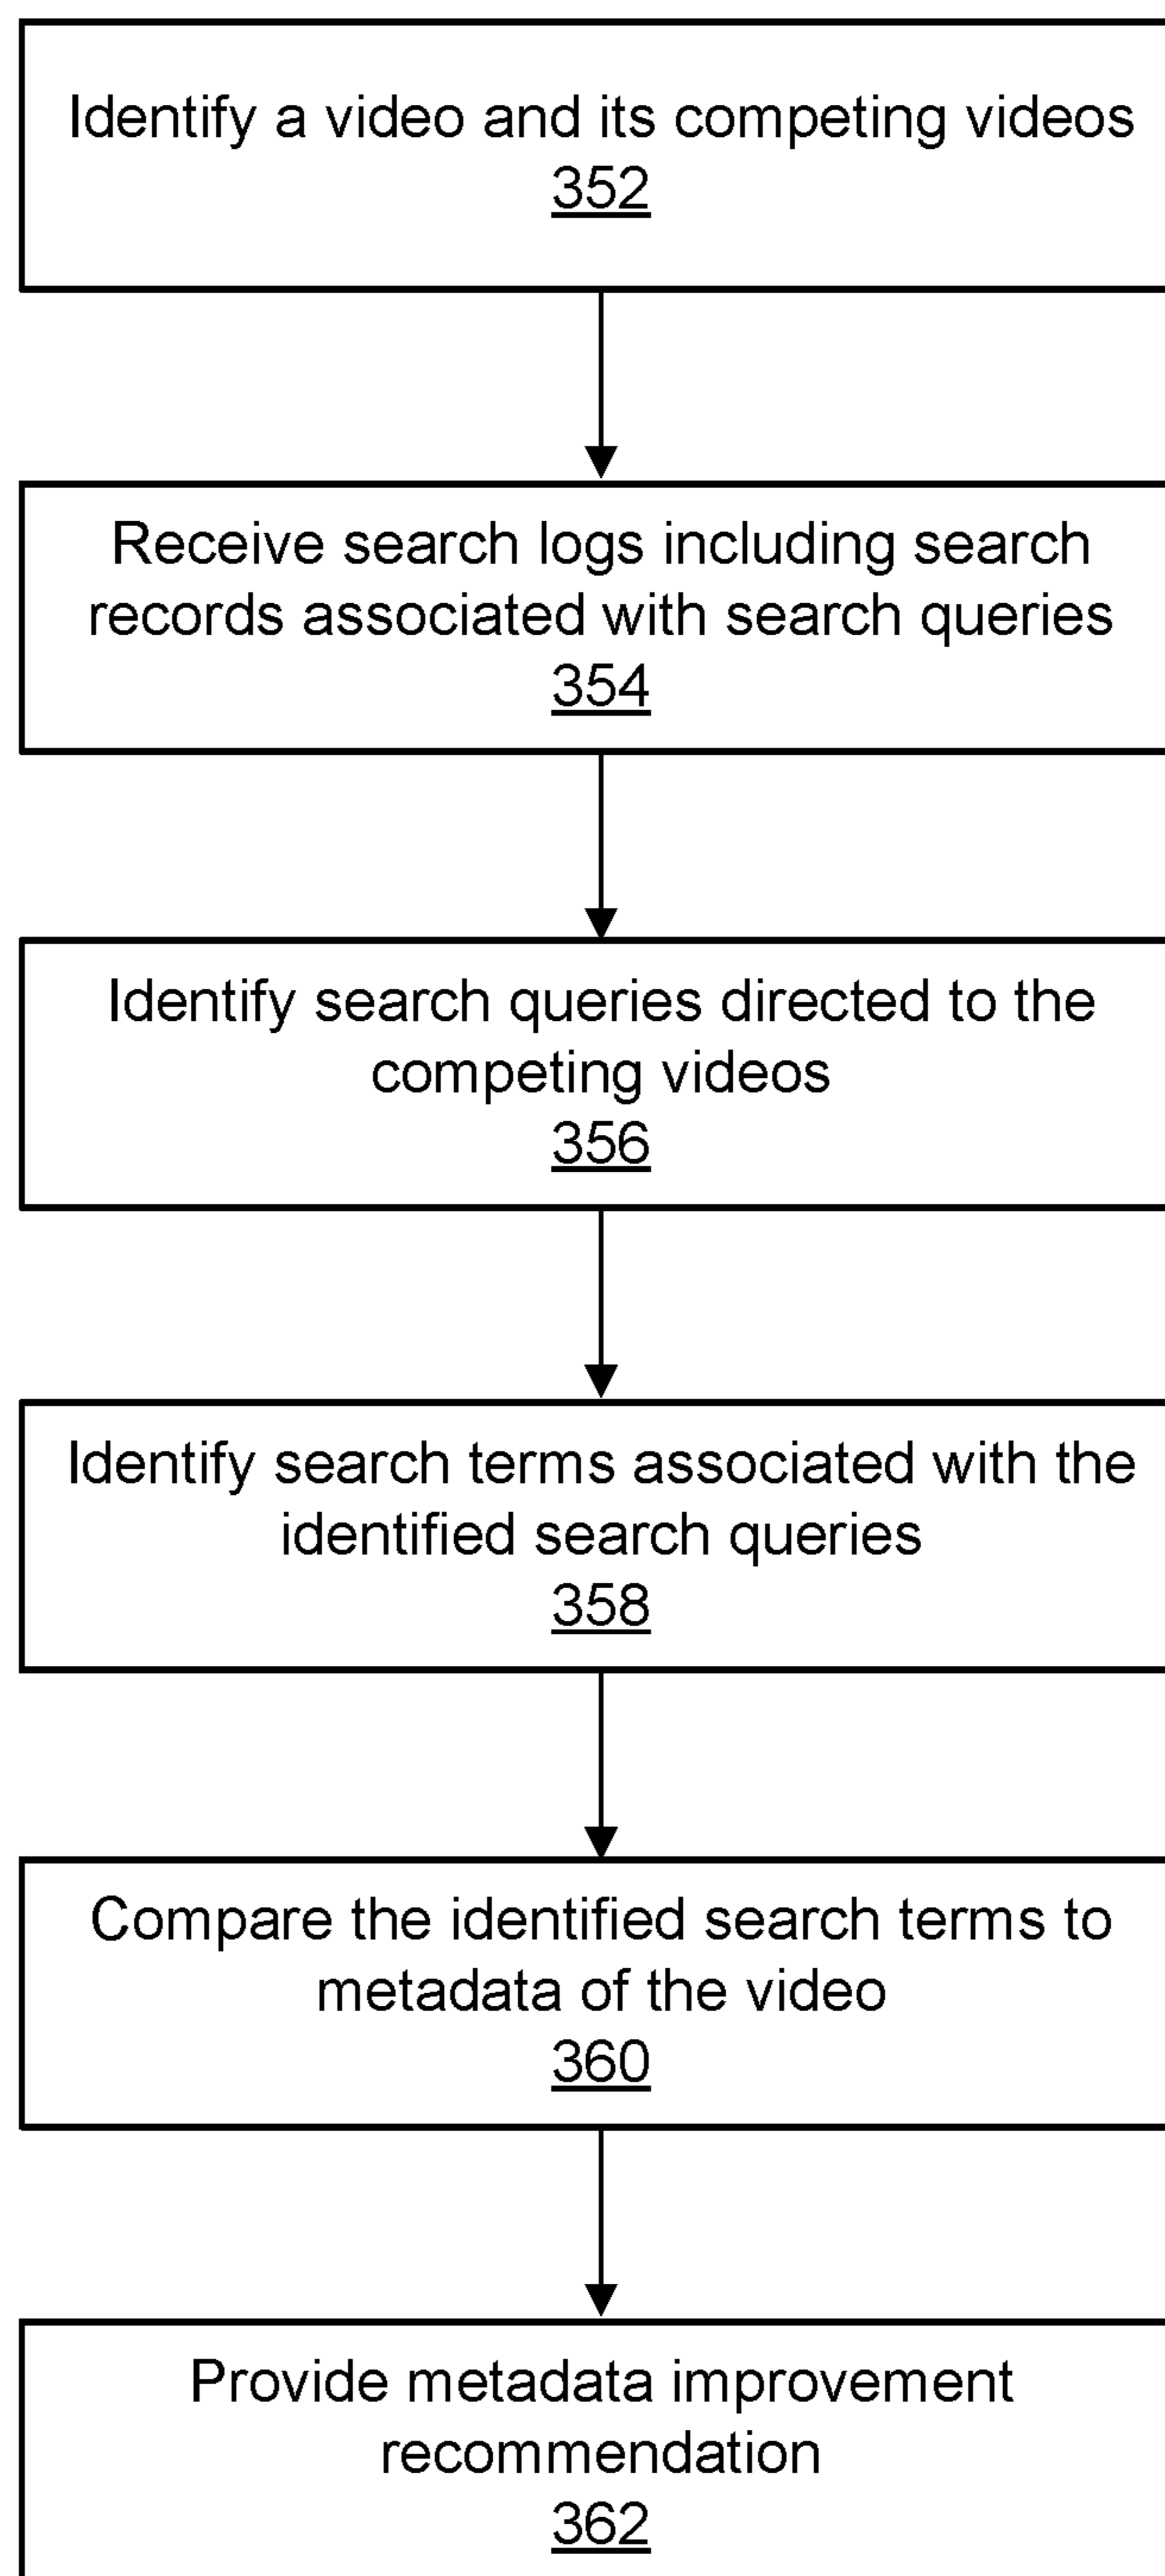 Identify a video and its competing videos
352
Receive search logs including search
records associated with search queries
354
Identify search queries directed to the
competing videos
356
Identify search terms associated with the
identified search queries
358
Compare the identified search terms to
metadata of the video
360
Provide metadata improvement
recommendation
362